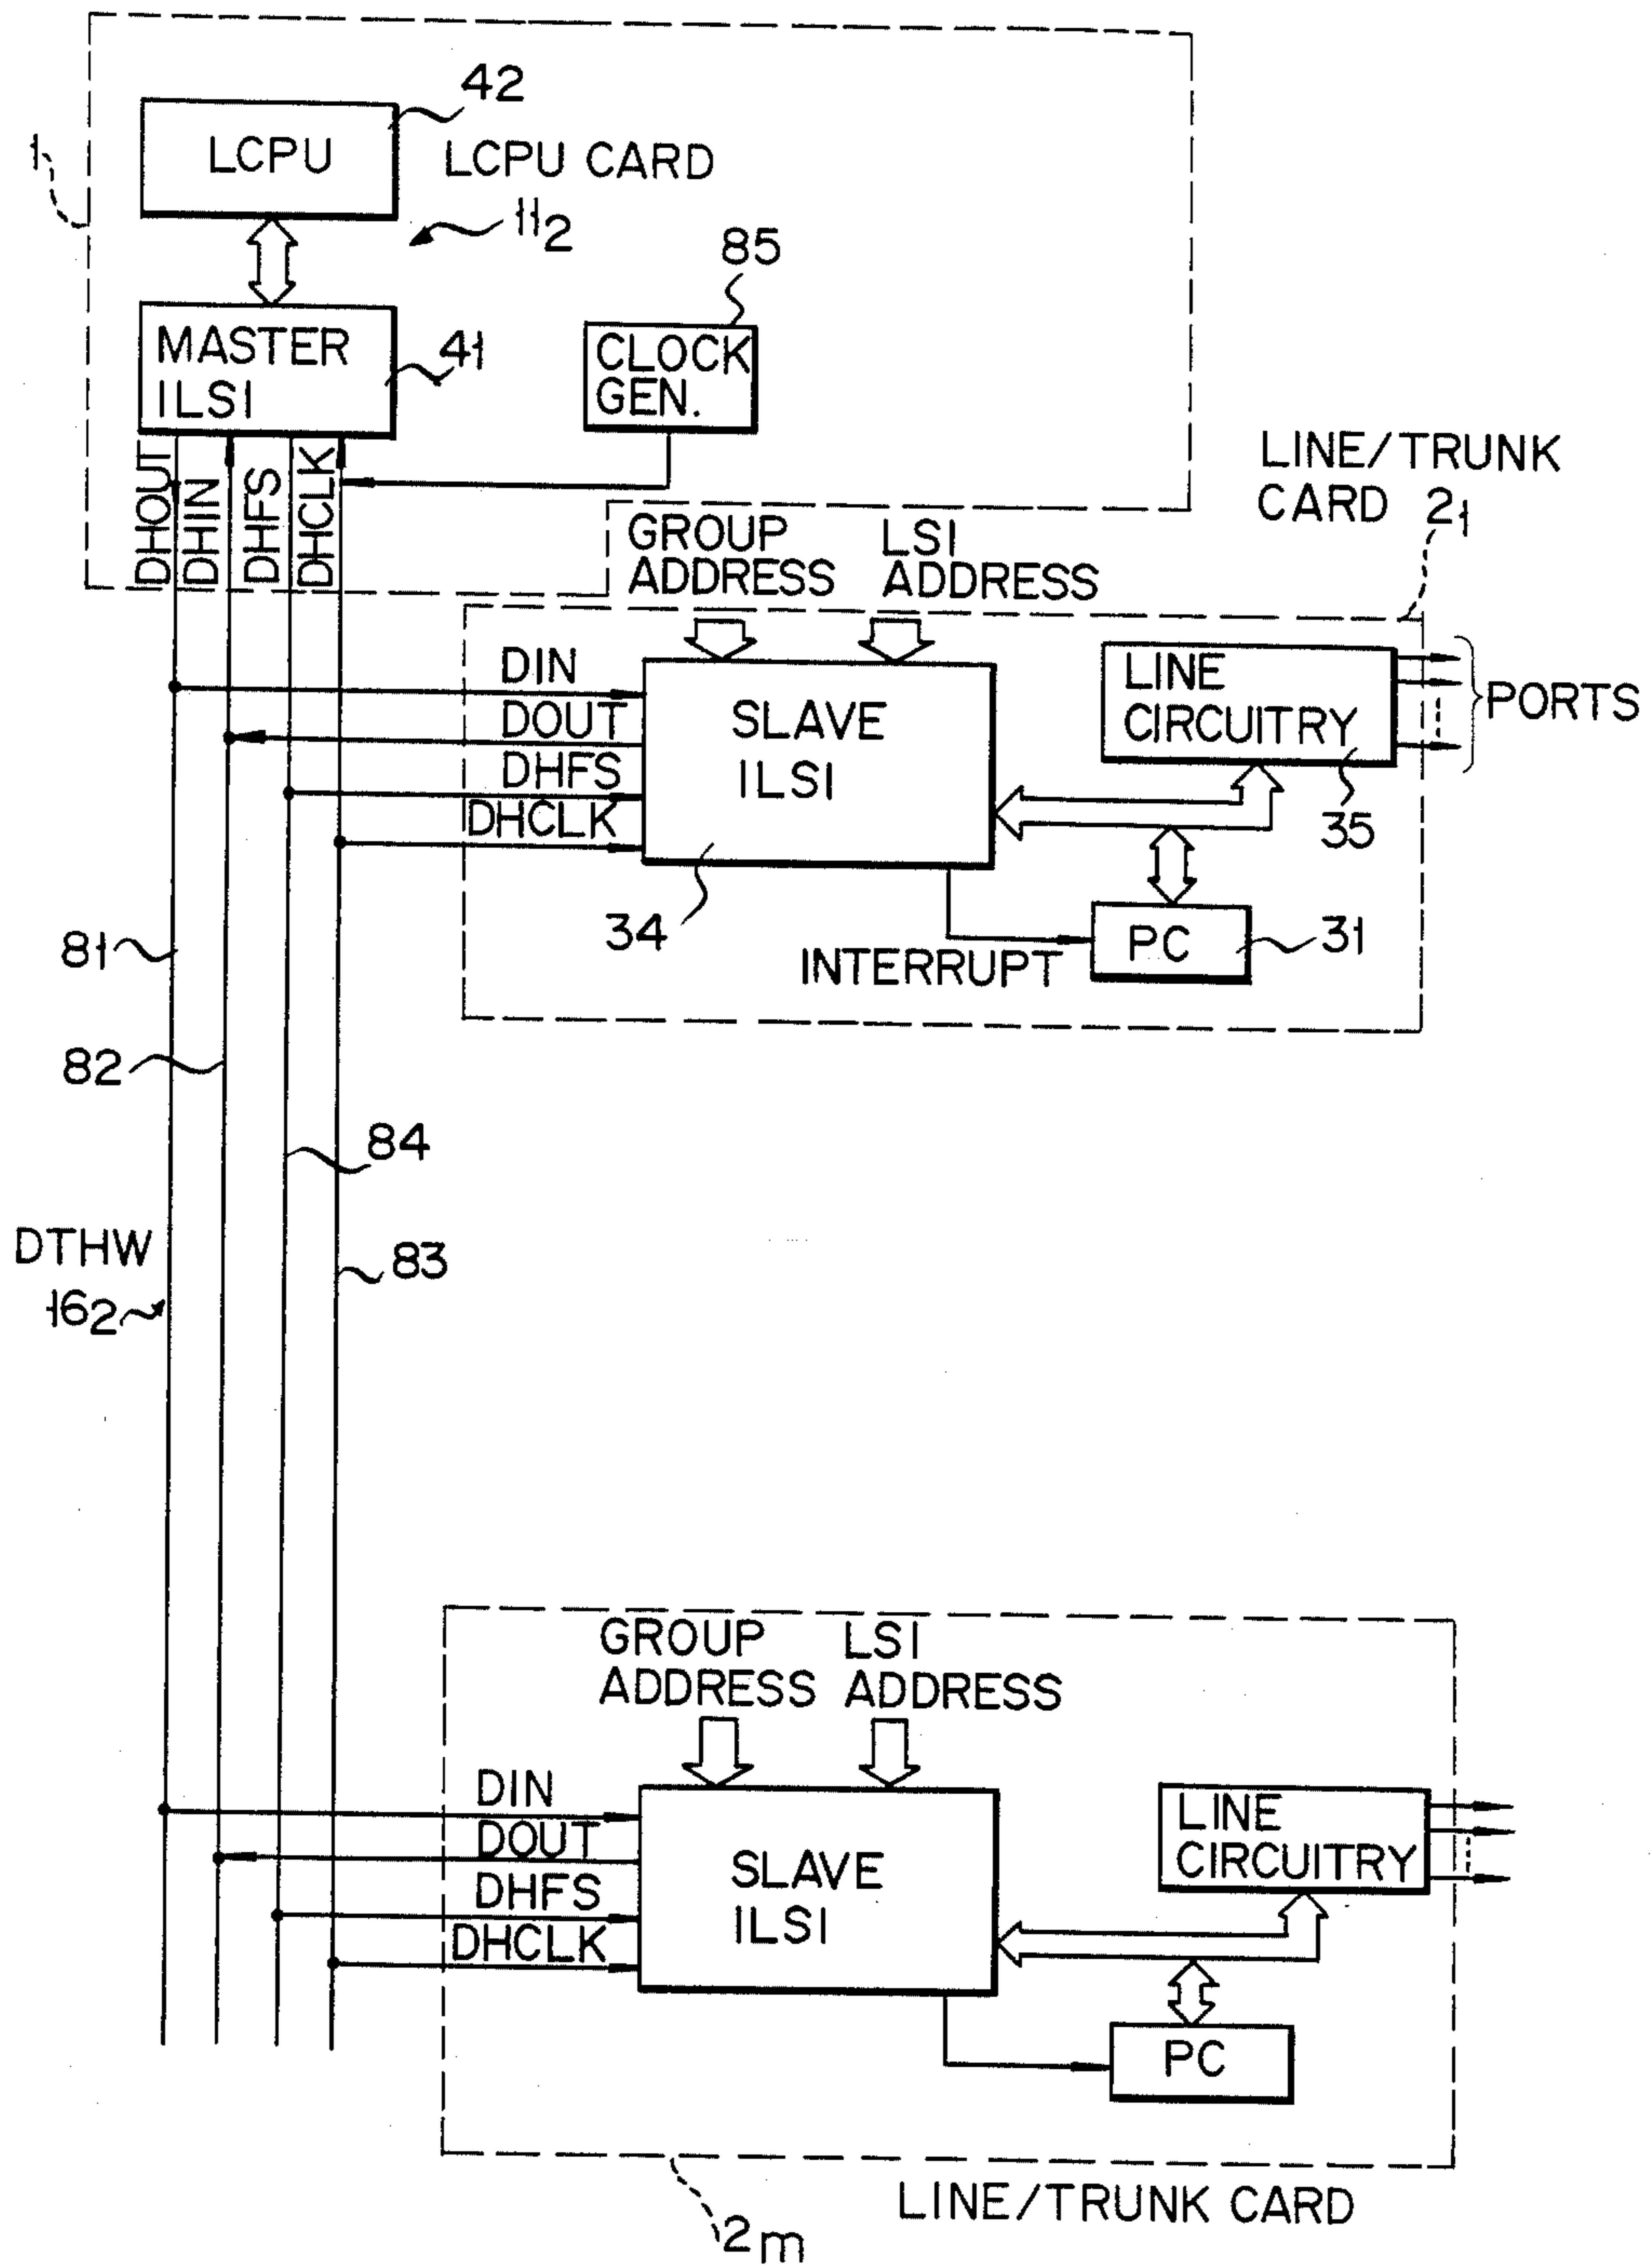 42
LCPU
LCPU CARD
1
11₂
85
MASTER
ILSI
41
CLOCK
GEN.
DHOUT
DHIN
DHFS
DHCLK
LINE/TRUNK
CARD 2₁
GROUP
ADDRESS
LSI
ADDRESS
DIN
DOUT
DHFS
DHCLK
SLAVE
ILSI
LINE
CIRCUITRY
PORTS
35
34
INTERRUPT
PC
31
81
82
84
DTHW
16₂
83
GROUP
ADDRESS
LSI
ADDRESS
DIN
DOUT
DHFS
DHCLK
SLAVE
ILSI
LINE
CIRCUITRY
PC
LINE/TRUNK CARD
2m